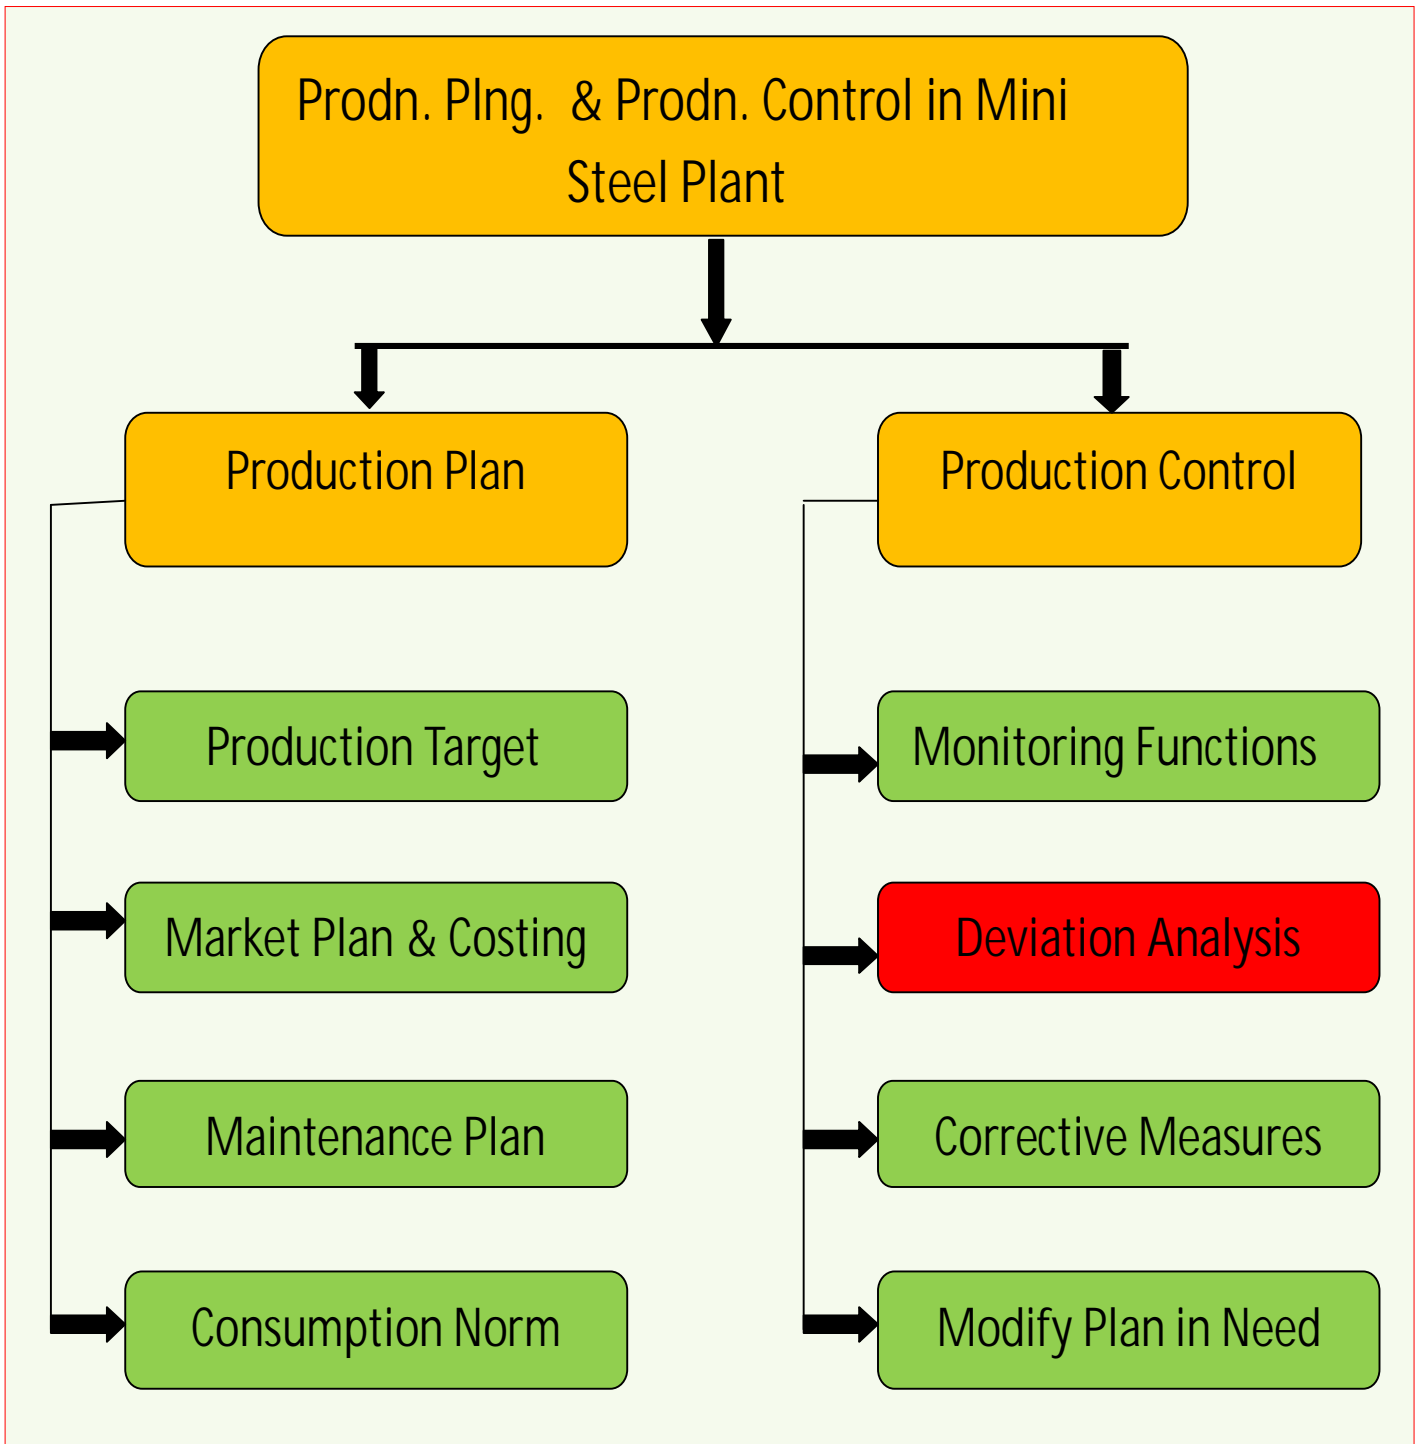 Prodn. Plng. & Prodn. Control in Mini
Steel Plant
Production Plan
Production Target
Market Plan & Costing
Maintenance Plan
Consumption Norm
Production Control
Monitoring Functions
Deviation Analysis
Corrective Measures
Modify Plan in Need